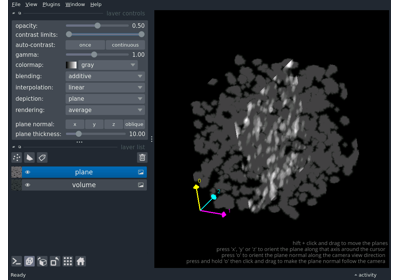 File View Plugins Window Help
layer controls
opacity: 0.50
contrast limits:
auto-contrast: once continuous
gamma: 1.00
colormap: gray
blending: additive
interpolation: linear
depiction: plane
rendering: average
plane normal: x y z oblique
plane thickness: 10.00
layer list
plane
volume
shift + click and drag to move the planes
press 'x', 'y' or 'z' to orient the plane along that axis around the cursor
press 'o' to orient the plane normal along the camera view direction
press and hold 'o' then click and drag to make the plane normal follow the camera
Ready
activity